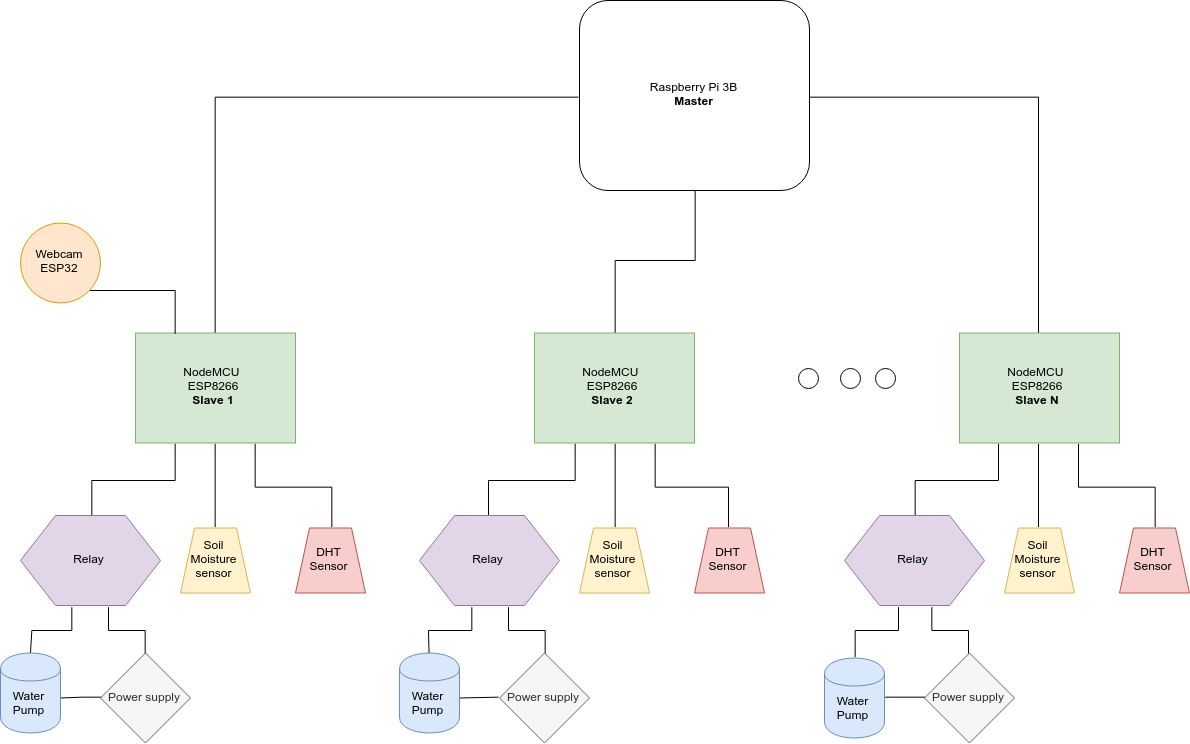 Raspberry Pi 3B
Master
Webcam
ESP32
NodeMCU
ESP8266
Slave 1
NodeMCU
ESP8266
Slave 2
NodeMCU
ESP8266
Slave N
Relay
Soil
Moisture
sensor
DHT
Sensor
Relay
Soil
Moisture
sensor
DHT
Sensor
Relay
Soil
Moisture
sensor
DHT
Sensor
Water
Pump
Power supply
Water
Pump
Power supply
Water
Pump
Power supply